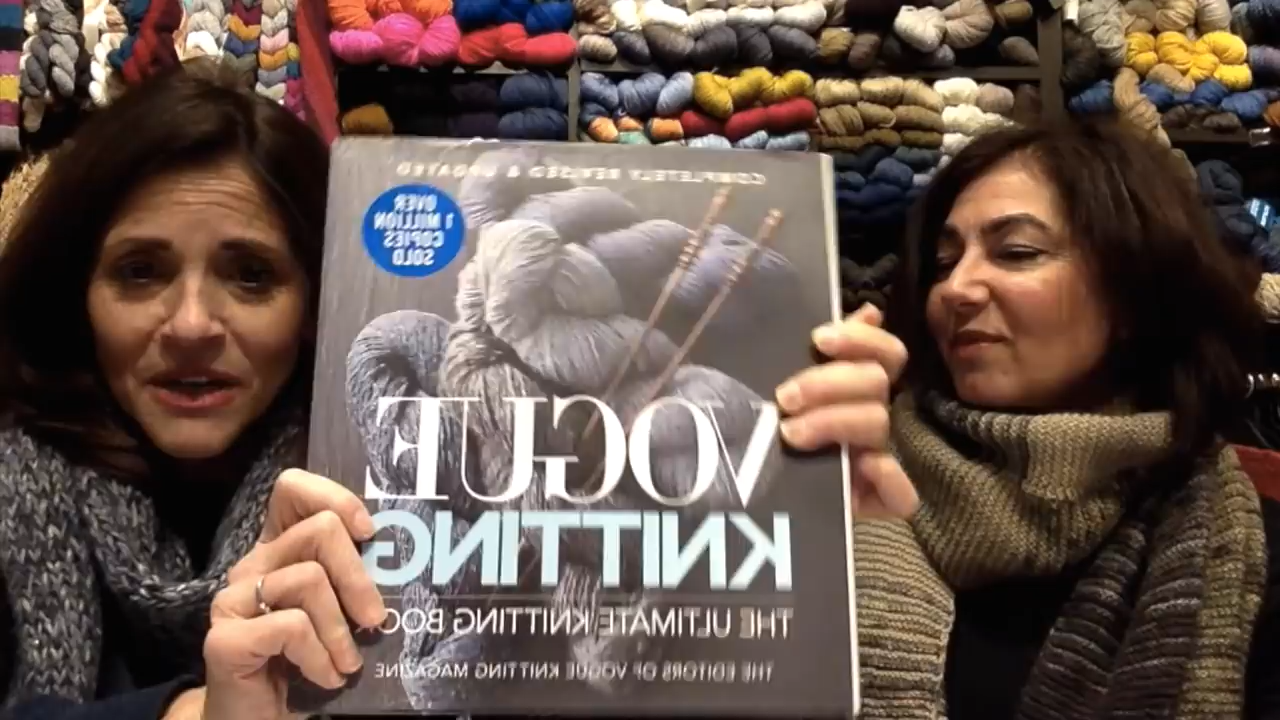 COMPLETELY REVISED & UPDATED
OVER
1 MILLION
COPIES
SOLD
VOGUE
KNITTING
THE ULTIMATE KNITTING BOOK
THE EDITORS OF VOGUE KNITTING MAGAZINE